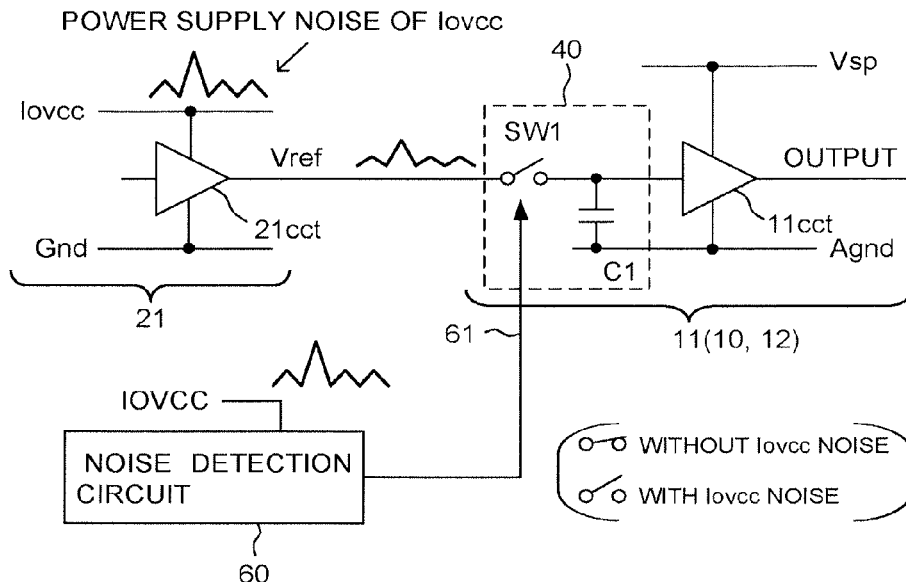 POWER SUPPLY NOISE OF Iovcc
40
Vsp
Iovcc
SW1
Vref
OUTPUT
21cct
11cct
Gnd
Agnd
C1
21
61
11(10, 12)
IOVCC
NOISE DETECTION
CIRCUIT
WITHOUT Iovcc NOISE
WITH Iovcc NOISE
60